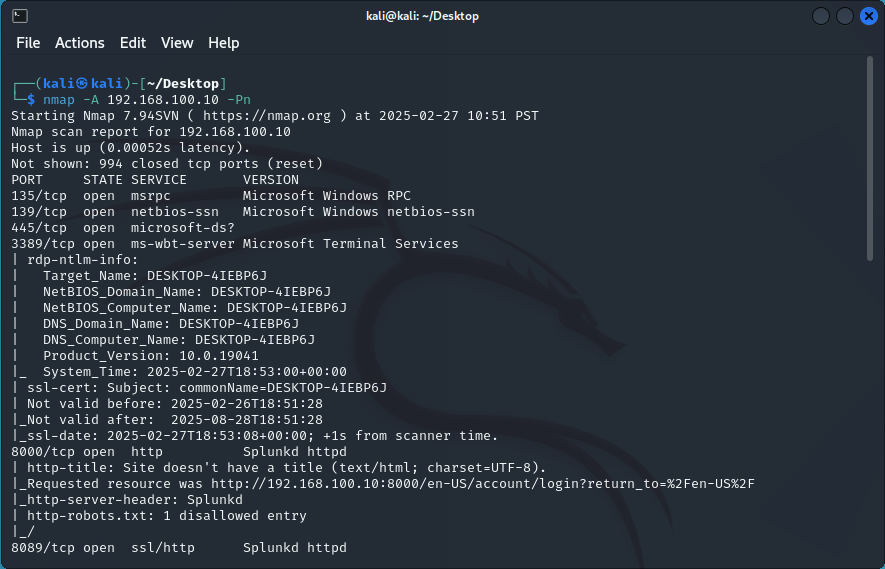 kali@kali: ~/Desktop
File Actions Edit View Help
┌──(kali㉿kali)-[~/Desktop]
└─$ nmap -A 192.168.100.10 -Pn
Starting Nmap 7.94SVN ( https://nmap.org ) at 2025-02-27 10:51 PST
Nmap scan report for 192.168.100.10
Host is up (0.00052s latency).
Not shown: 994 closed tcp ports (reset)
PORT     STATE SERVICE       VERSION
135/tcp  open  msrpc         Microsoft Windows RPC
139/tcp  open  netbios-ssn   Microsoft Windows netbios-ssn
445/tcp  open  microsoft-ds?
3389/tcp open  ms-wbt-server Microsoft Terminal Services
| rdp-ntlm-info:
|   Target_Name: DESKTOP-4IEBP6J
|   NetBIOS_Domain_Name: DESKTOP-4IEBP6J
|   NetBIOS_Computer_Name: DESKTOP-4IEBP6J
|   DNS_Domain_Name: DESKTOP-4IEBP6J
|   DNS_Computer_Name: DESKTOP-4IEBP6J
|   Product_Version: 10.0.19041
|_  System_Time: 2025-02-27T18:53:00+00:00
| ssl-cert: Subject: commonName=DESKTOP-4IEBP6J
| Not valid before: 2025-02-26T18:51:28
|_Not valid after:  2025-08-28T18:51:28
|_ssl-date: 2025-02-27T18:53:08+00:00; +1s from scanner time.
8000/tcp open  http          Splunkd httpd
| http-title: Site doesn't have a title (text/html; charset=UTF-8).
|_Requested resource was http://192.168.100.10:8000/en-US/account/login?return_to=%2Fen-US%2F
|_http-server-header: Splunkd
| http-robots.txt: 1 disallowed entry
|_/
8089/tcp open  ssl/http      Splunkd httpd